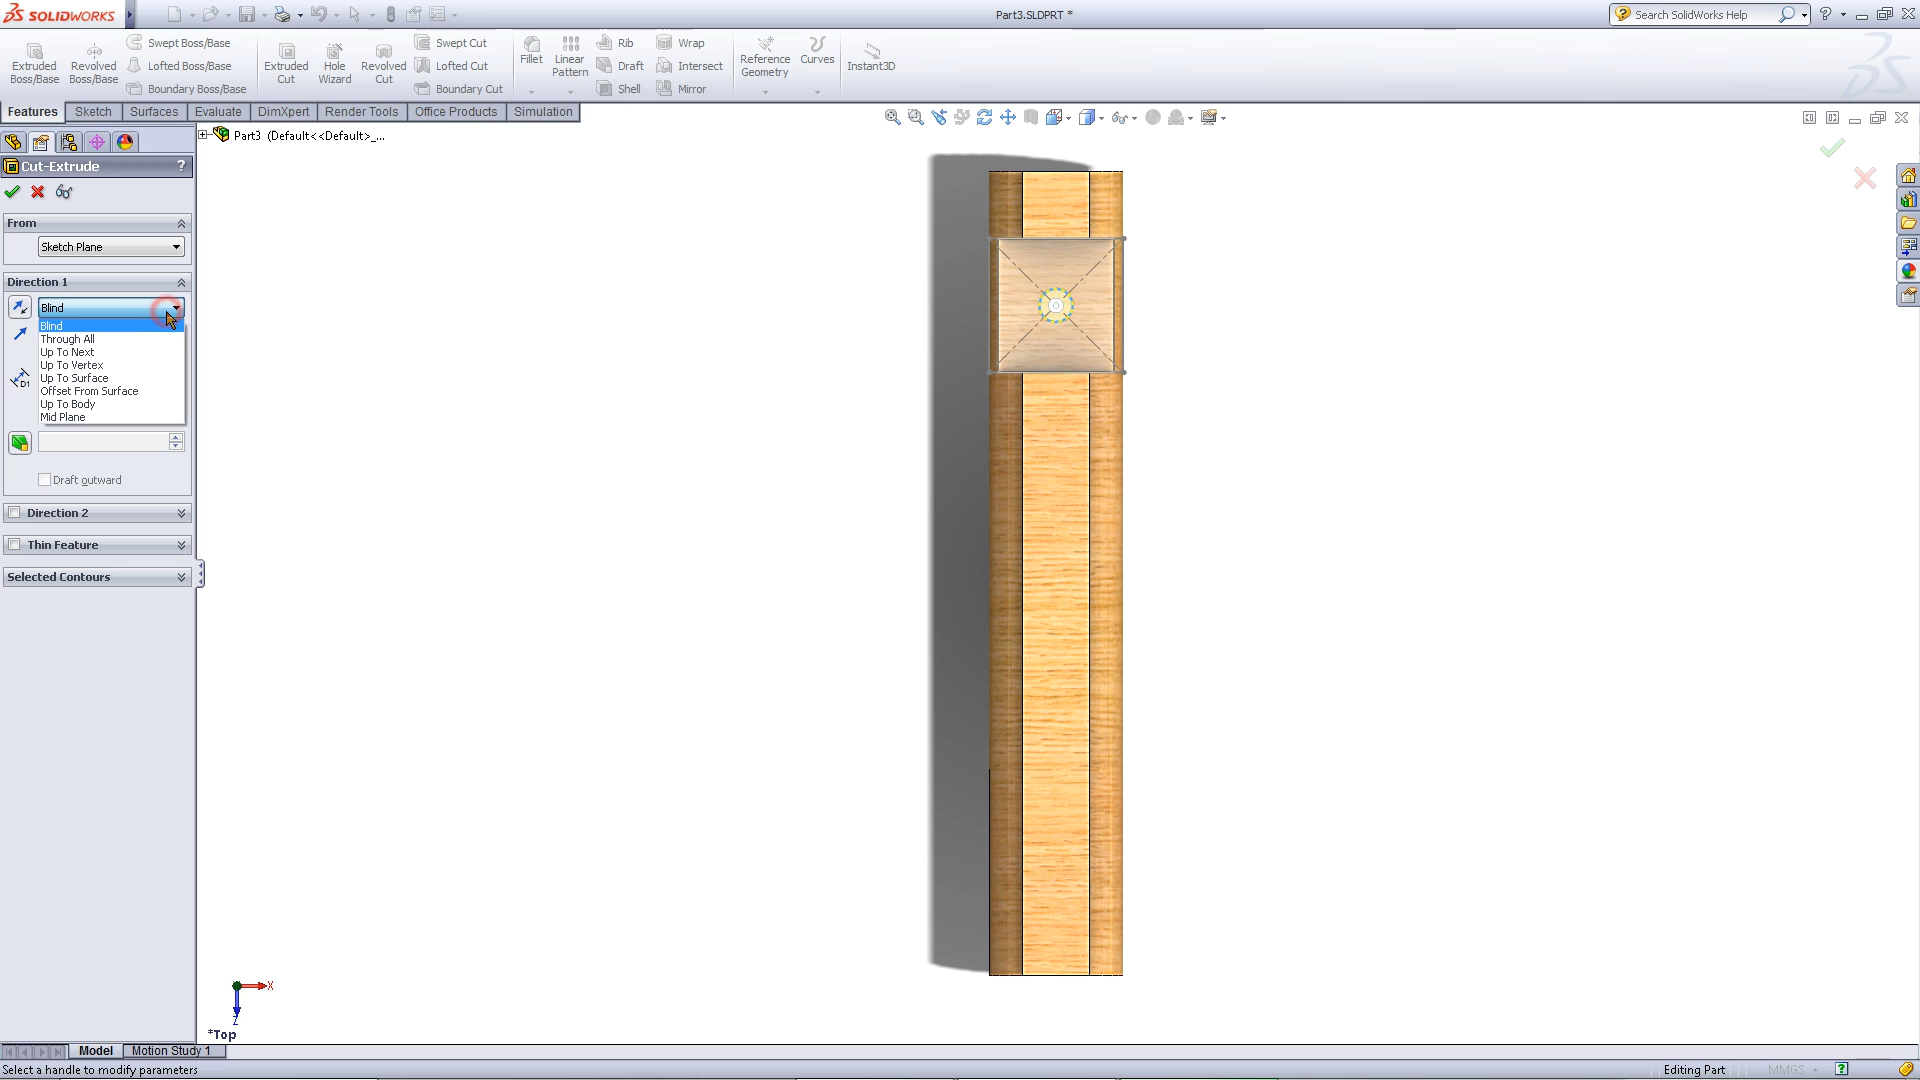 SOLIDWORKS
Part3.SLDPRT *
Search SolidWorks Help
Extruded Boss/Base
Revolved Boss/Base
Swept Boss/Base
Lofted Boss/Base
Boundary Boss/Base
Extruded Cut
Hole Wizard
Revolved Cut
Swept Cut
Lofted Cut
Boundary Cut
Fillet
Linear Pattern
Rib
Draft
Shell
Wrap
Intersect
Mirror
Reference Geometry
Curves
Instant3D
Features
Sketch
Surfaces
Evaluate
DimXpert
Render Tools
Office Products
Simulation
Part3 (Default<<Default>_...
Cut-Extrude
?
From
Sketch Plane
Direction 1
Blind
Blind
Through All
Up To Next
Up To Vertex
Up To Surface
Offset From Surface
Up To Body
Mid Plane
D1
Draft outward
Direction 2
Thin Feature
Selected Contours
X
Z
*Top
Model
Motion Study 1
Select a handle to modify parameters
Editing Part
MMGS